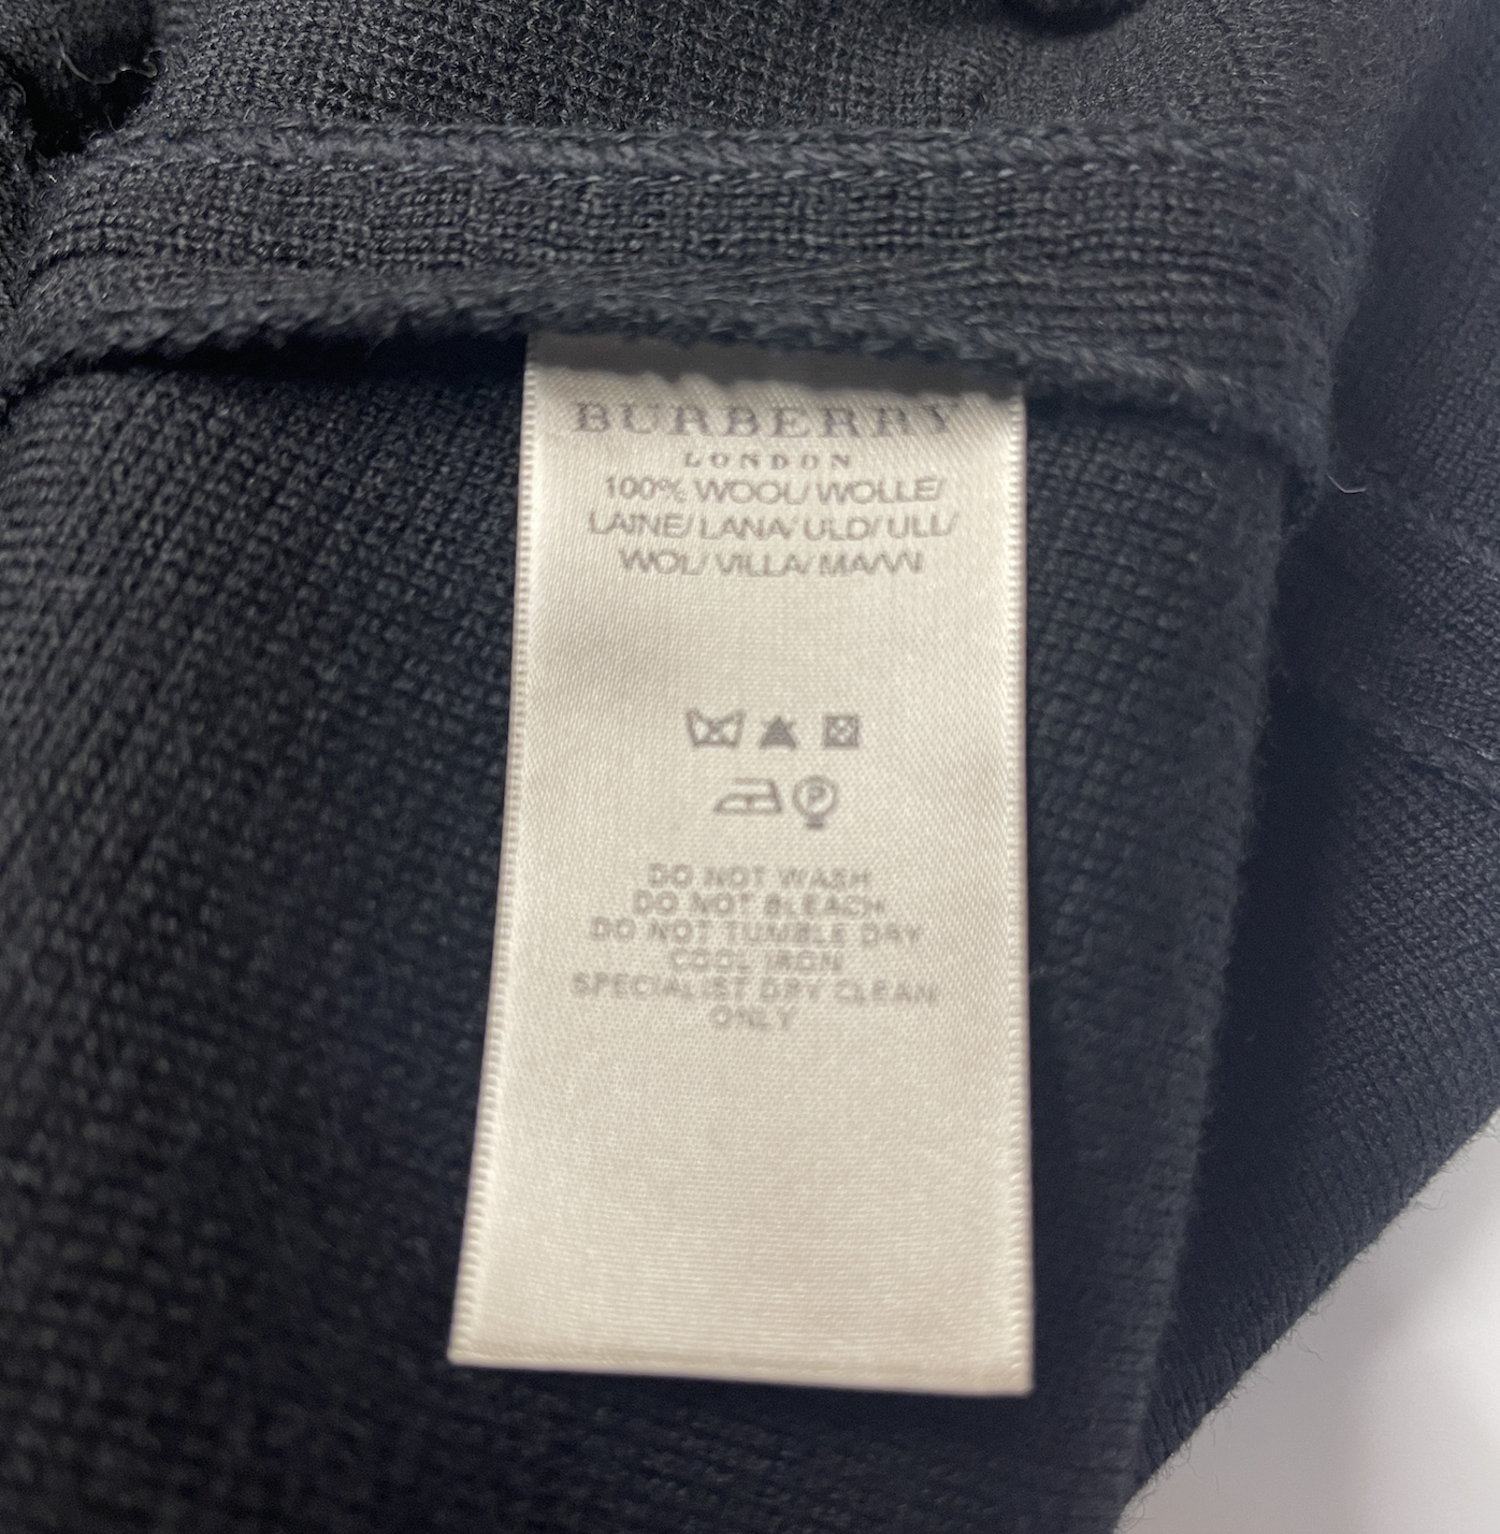 BURBERRY
LONDON
100% WOOL/WOLLE/
LAINE/LANA/ULD/ULL/
WOL/VILLA/MAΛΛI
P
DO NOT WASH
DO NOT BLEACH
DO NOT TUMBLE DRY
COOL IRON
SPECIALIST DRY CLEAN
ONLY